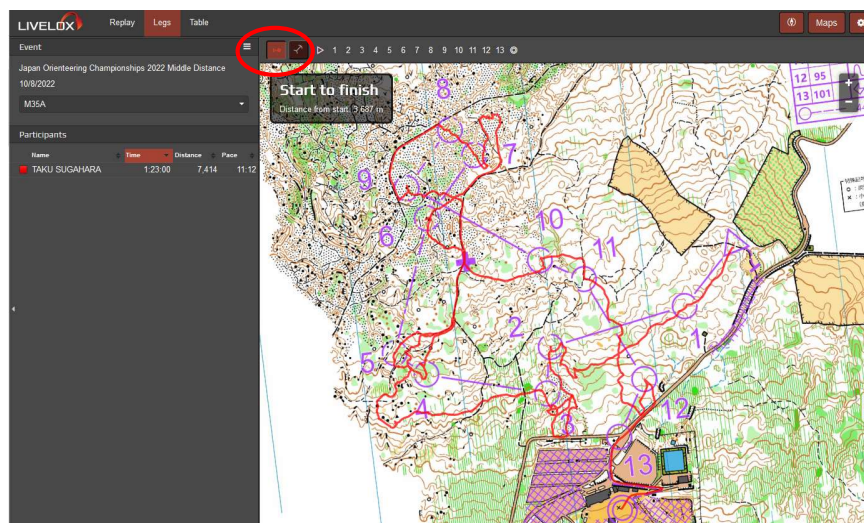 LIVELOX Replay Legs Table Maps
Event
Japan Orienteering Championships 2022 Middle Distance
10/8/2022
M35A
Participants
Name Time Distance Pace
TAKU SUGAHARA 1:23:00 7,414 11:12
1 2 3 4 5 6 7 8 9 10 11 12 13
Start to finish
Distance from start: 3,687 m
12 95
13 101
8
7
9
6
10
11
2
1
5
4
3
12
13